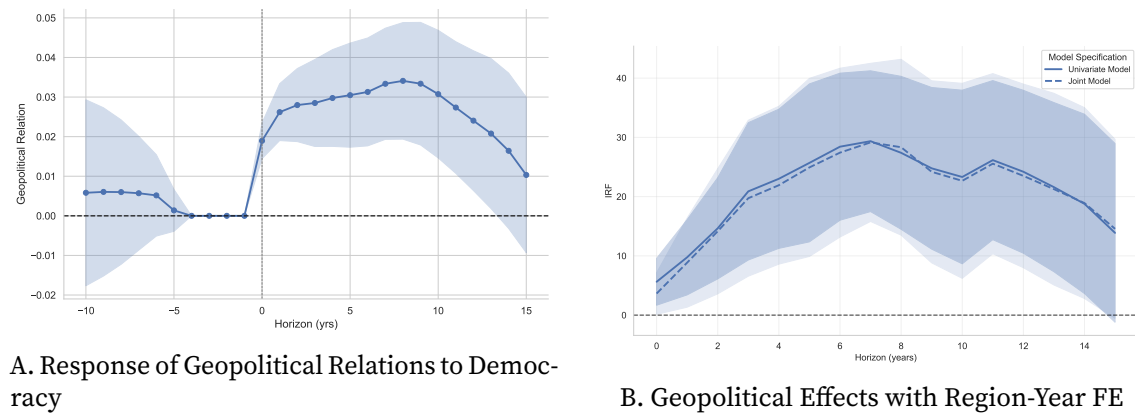 0.05
0.04
0.03
0.02
0.01
0.00
−0.01
−0.02
Geopolitical Relation
−10
−5
0
5
10
15
Horizon (yrs)
A. Response of Geopolitical Relations to Democ-
racy
Model Specification
Univariate Model
Joint Model
40
30
20
10
0
IRF
0
2
4
6
8
10
12
14
Horizon (years)
B. Geopolitical Effects with Region-Year FE